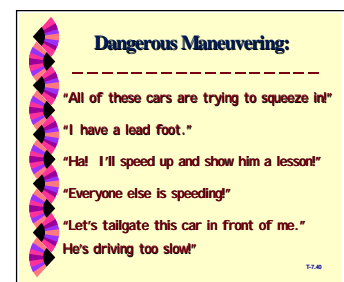 Dangerous Maneuvering:
"All of these cars are trying to squeeze in!"
"I have a lead foot."
"Ha!  I'll speed up and show him a lesson!"
"Everyone else is speeding!"
"Let's tailgate this car in front of me."
He's driving too slow!"
T-7.40